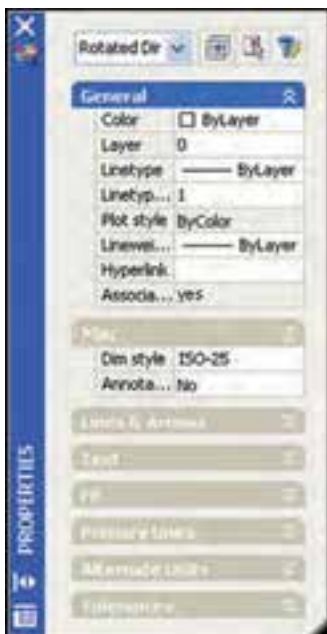 Rotated Dir
General
Color ByLayer
Layer 0
Linetype ByLayer
Linetyp... 1
Plot style ByColor
Linewei... ByLayer
Hyperlink
Associa... yes
Misc
Dim style ISO-25
Annota... No
Lines & Arrows
Text
Fit
Primary Units
Alternate Units
Tolerances
PROPERTIES